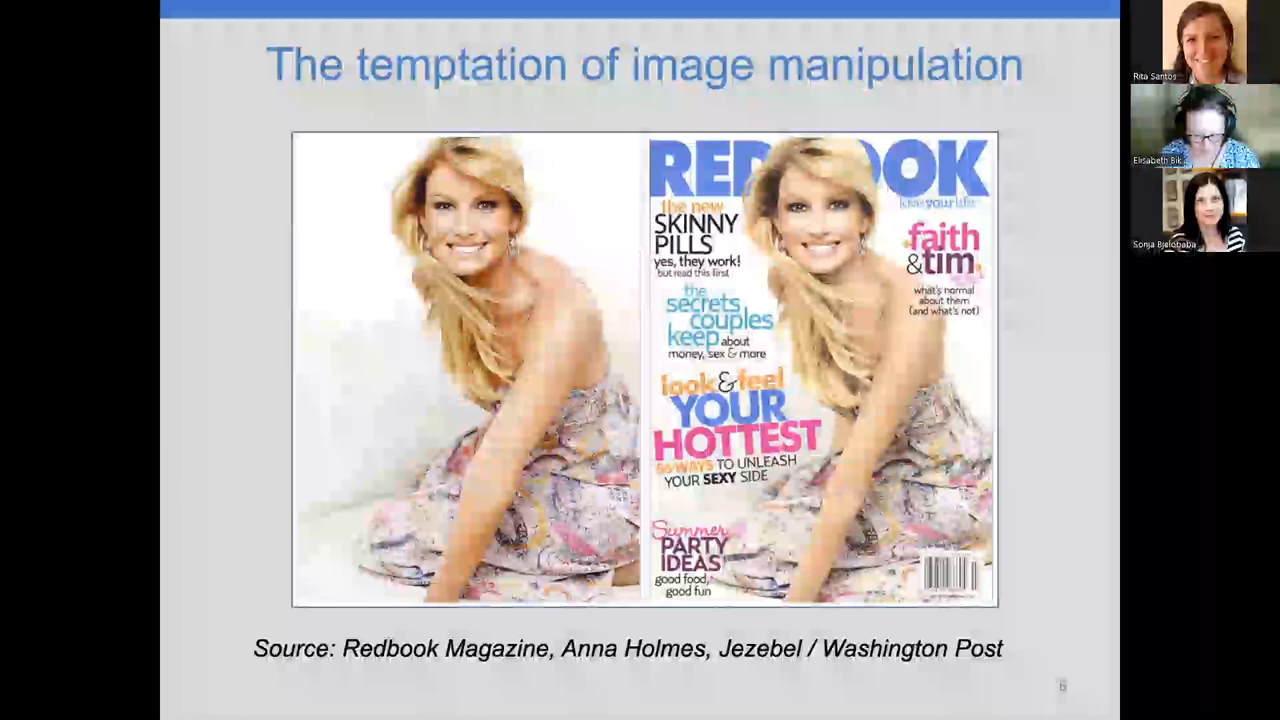 The temptation of image manipulation
REDBOOK
love your life
the new
SKINNY
PILLS
yes, they work!
but read this first
the
secrets
couples
keep about
money, sex & more
look & feel
YOUR
HOTTEST
WAYS TO UNLEASH
YOUR SEXY SIDE
Summer
PARTY
IDEAS
good food,
good fun
faith
& tim
what's normal
about them
(and what's not)
Source: Redbook Magazine, Anna Holmes, Jezebel / Washington Post
6
Rita Santos
Elisabeth Bik
Sonja Bjelobaba